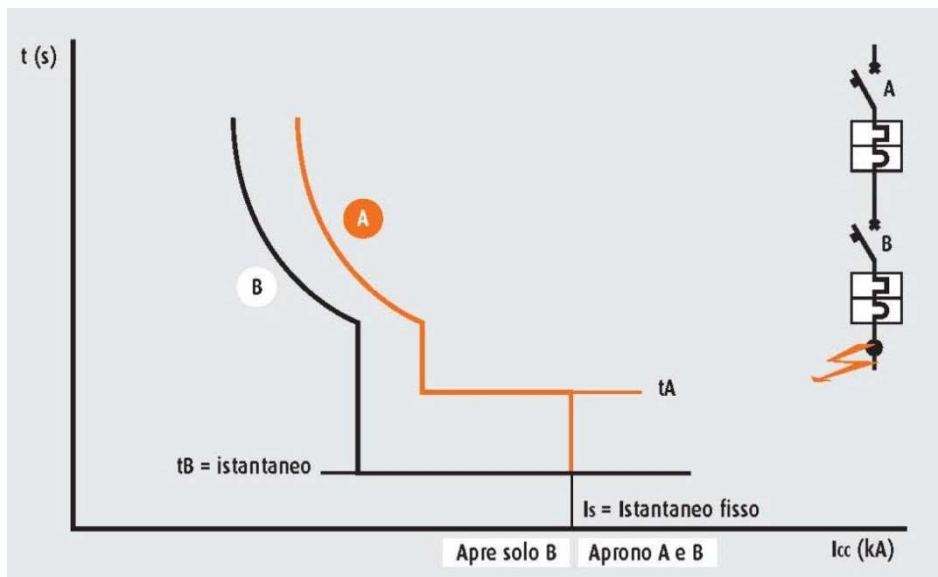 t (s)
A
A
B
B
tA
tB = istantaneo
Is = Istantaneo fisso
Apre solo B
Aprono A e B
Icc (kA)